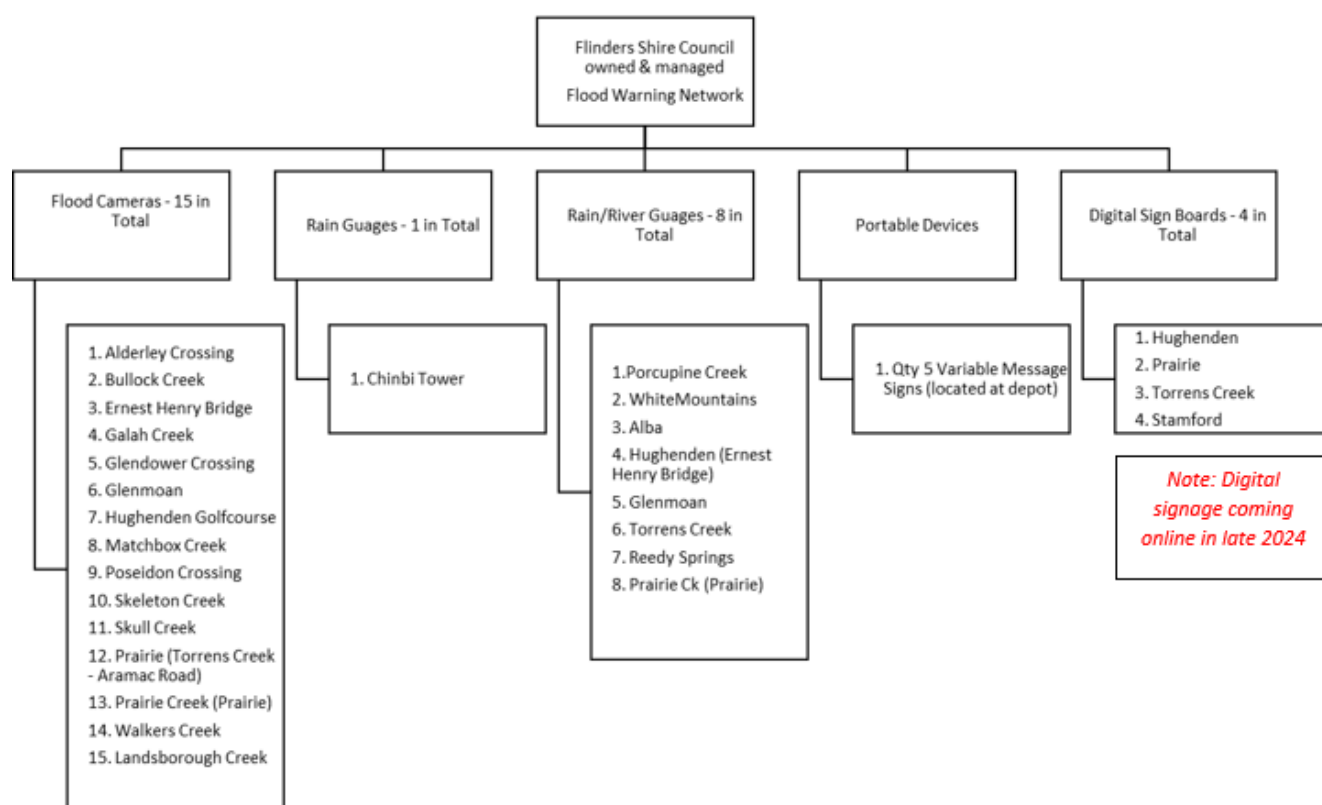 Flinders Shire Council
owned & managed
Flood Warning Network
Flood Cameras - 15 in
Total
Rain Guages - 1 in Total
Rain/River Guages - 8 in
Total
Portable Devices
Digital Sign Boards - 4 in
Total
1. Alderley Crossing
2. Bullock Creek
3. Ernest Henry Bridge
4. Galah Creek
5. Glendower Crossing
6. Glenmoan
7. Hughenden Golfcourse
8. Matchbox Creek
9. Poseidon Crossing
10. Skeleton Creek
11. Skull Creek
12. Prairie (Torrens Creek
- Aramac Road)
13. Prairie Creek (Prairie)
14. Walkers Creek
15. Landsborough Creek
1. Chinbi Tower
1.Porcupine Creek
2. WhiteMountains
3. Alba
4. Hughenden (Ernest
Henry Bridge)
5. Glenmoan
6. Torrens Creek
7. Reedy Springs
8. Prairie Ck (Prairie)
1. Qty 5 Variable Message
Signs (located at depot)
1. Hughenden
2. Prairie
3. Torrens Creek
4. Stamford
Note: Digital
signage coming
online in late 2024